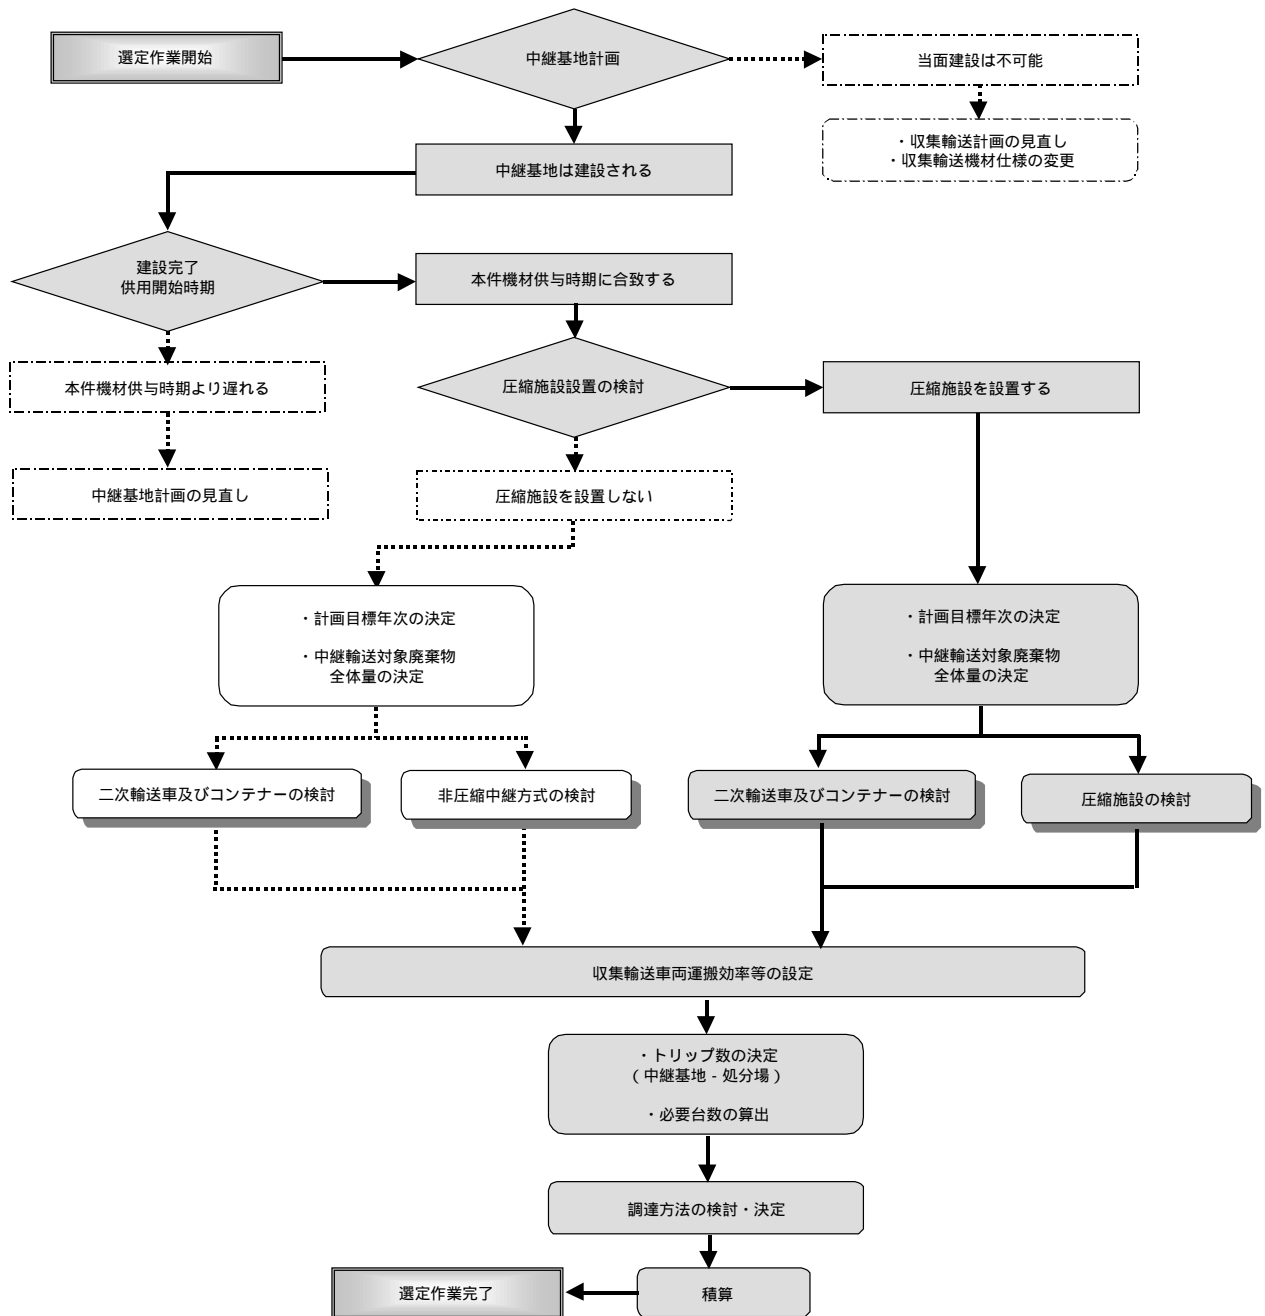 選定作業開始
中継基地計画
当面建設は不可能
・収集輸送計画の見直し
・収集輸送機材仕様の変更
中継基地は建設される
建設完了
供用開始時期
本件機材供与時期に合致する
本件機材供与時期より遅れる
圧縮施設設置の検討
圧縮施設を設置する
中継基地計画の見直し
圧縮施設を設置しない
・計画目標年次の決定
・中継輸送対象廃棄物
全体量の決定
・計画目標年次の決定
・中継輸送対象廃棄物
全体量の決定
二次輸送車及びコンテナーの検討
非圧縮中継方式の検討
二次輸送車及びコンテナーの検討
圧縮施設の検討
収集輸送車両運搬効率等の設定
・トリップ数の決定
（中継基地 - 処分場）
・必要台数の算出
調達方法の検討・決定
選定作業完了
積算